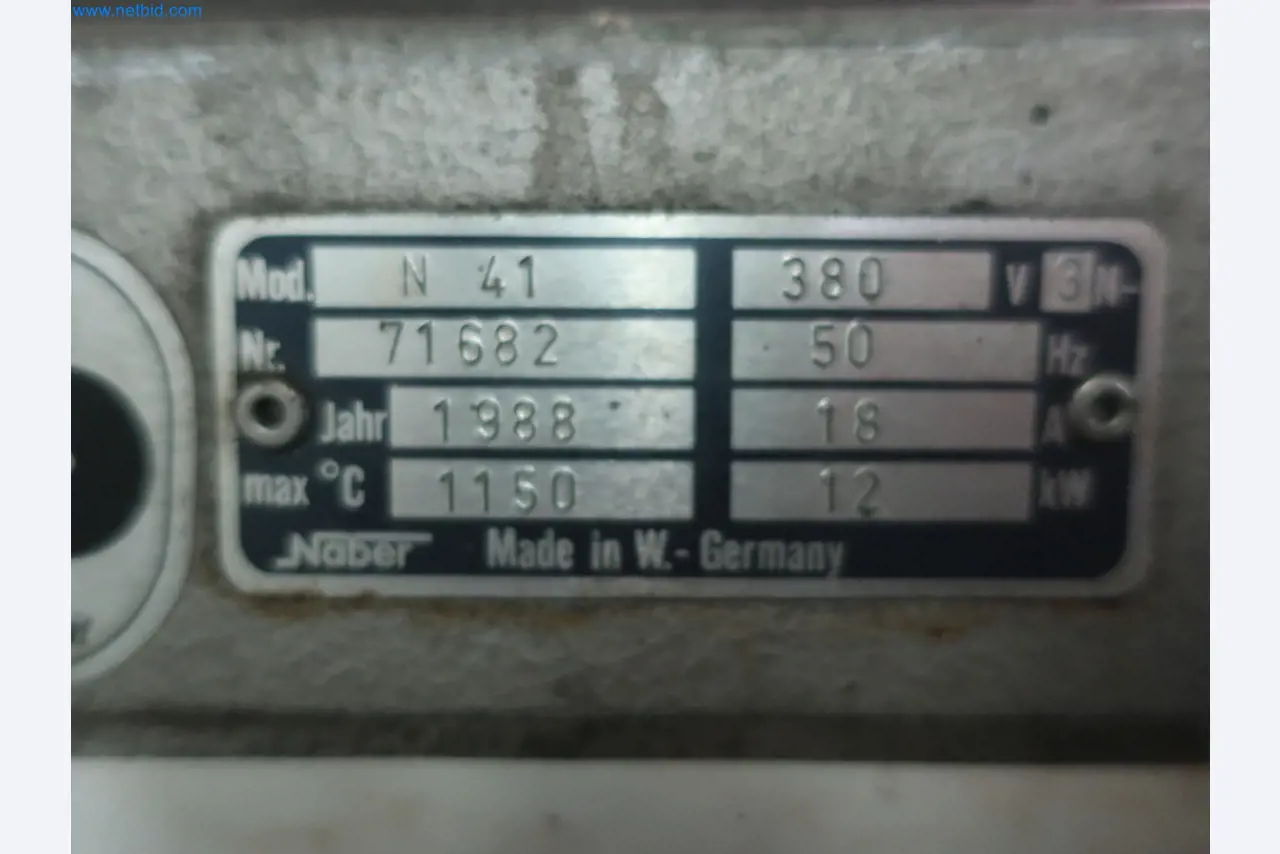 www.netbid.com
Mod. N 41 380 V 3 N~
Nr. 71682 50 Hz
Jahr 1988 18 A
max °C 1150 12 kW
Naber Made in W.-Germany